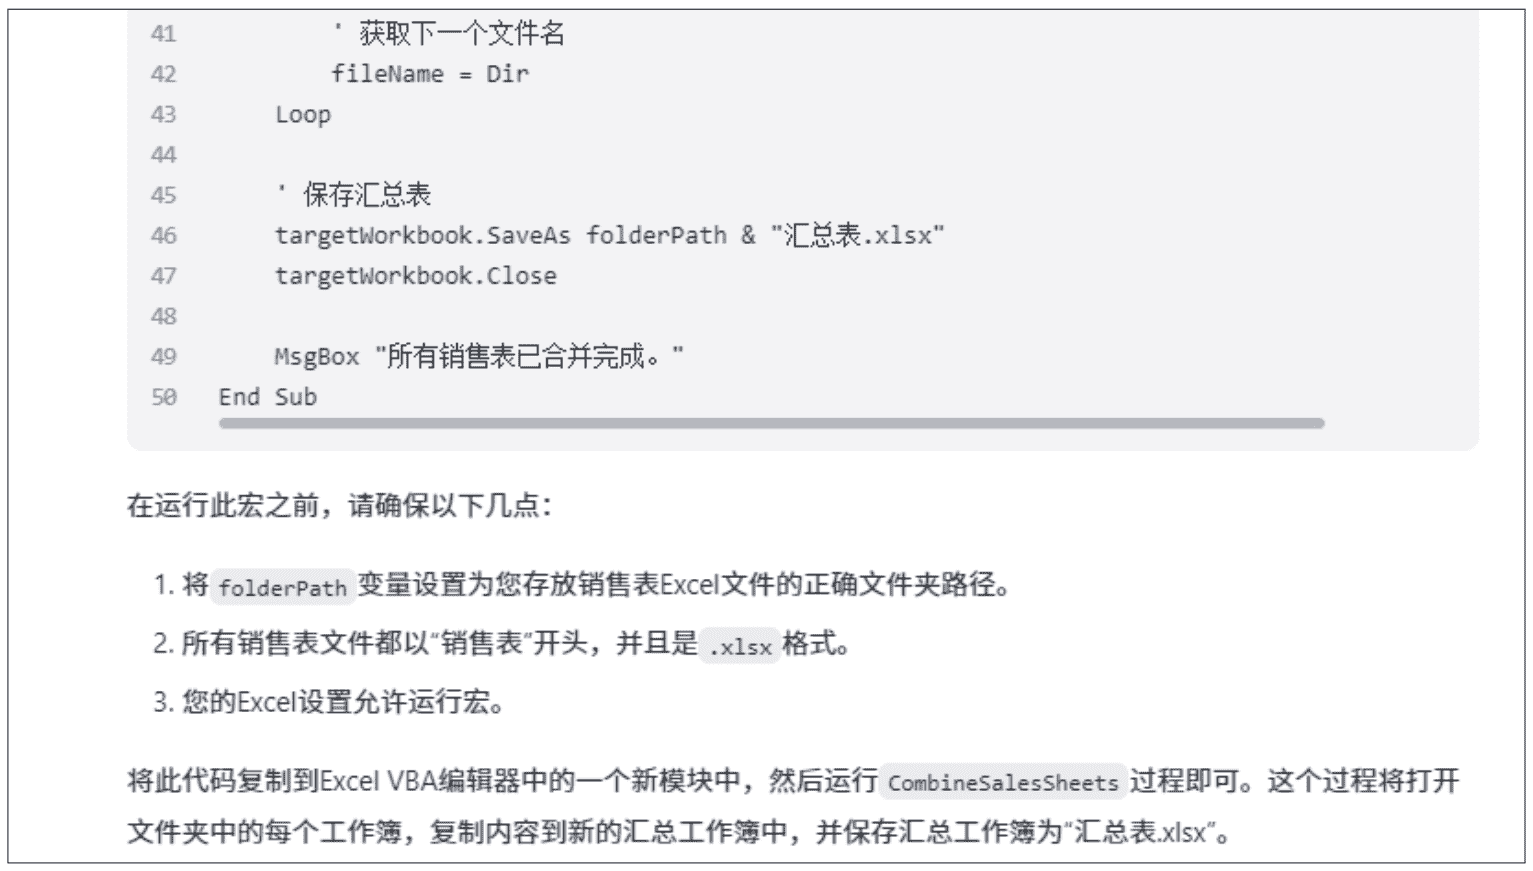 41 ' 获取下一个文件名
42 fileName = Dir
43 Loop
44
45 ' 保存汇总表
46 targetWorkbook.SaveAs folderPath & "汇总表.xlsx"
47 targetWorkbook.Close
48
49 MsgBox "所有销售表已合并完成。"
50 End Sub
在运行此宏之前，请确保以下几点：
1. 将 folderPath 变量设置为您存放销售表Excel文件的正确文件夹路径。
2. 所有销售表文件都以“销售表”开头，并且是 .xlsx 格式。
3. 您的Excel设置允许运行宏。
将此代码复制到Excel VBA编辑器中的一个新模块中，然后运行 CombineSalesSheets 过程即可。这个过程将打开
文件夹中的每个工作簿，复制内容到新的汇总工作簿中，并保存汇总工作簿为“汇总表.xlsx”。